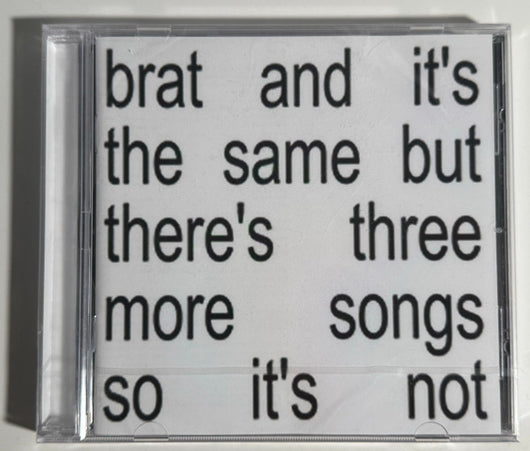 brat and it's
the same but
there's three
more songs
so it's not